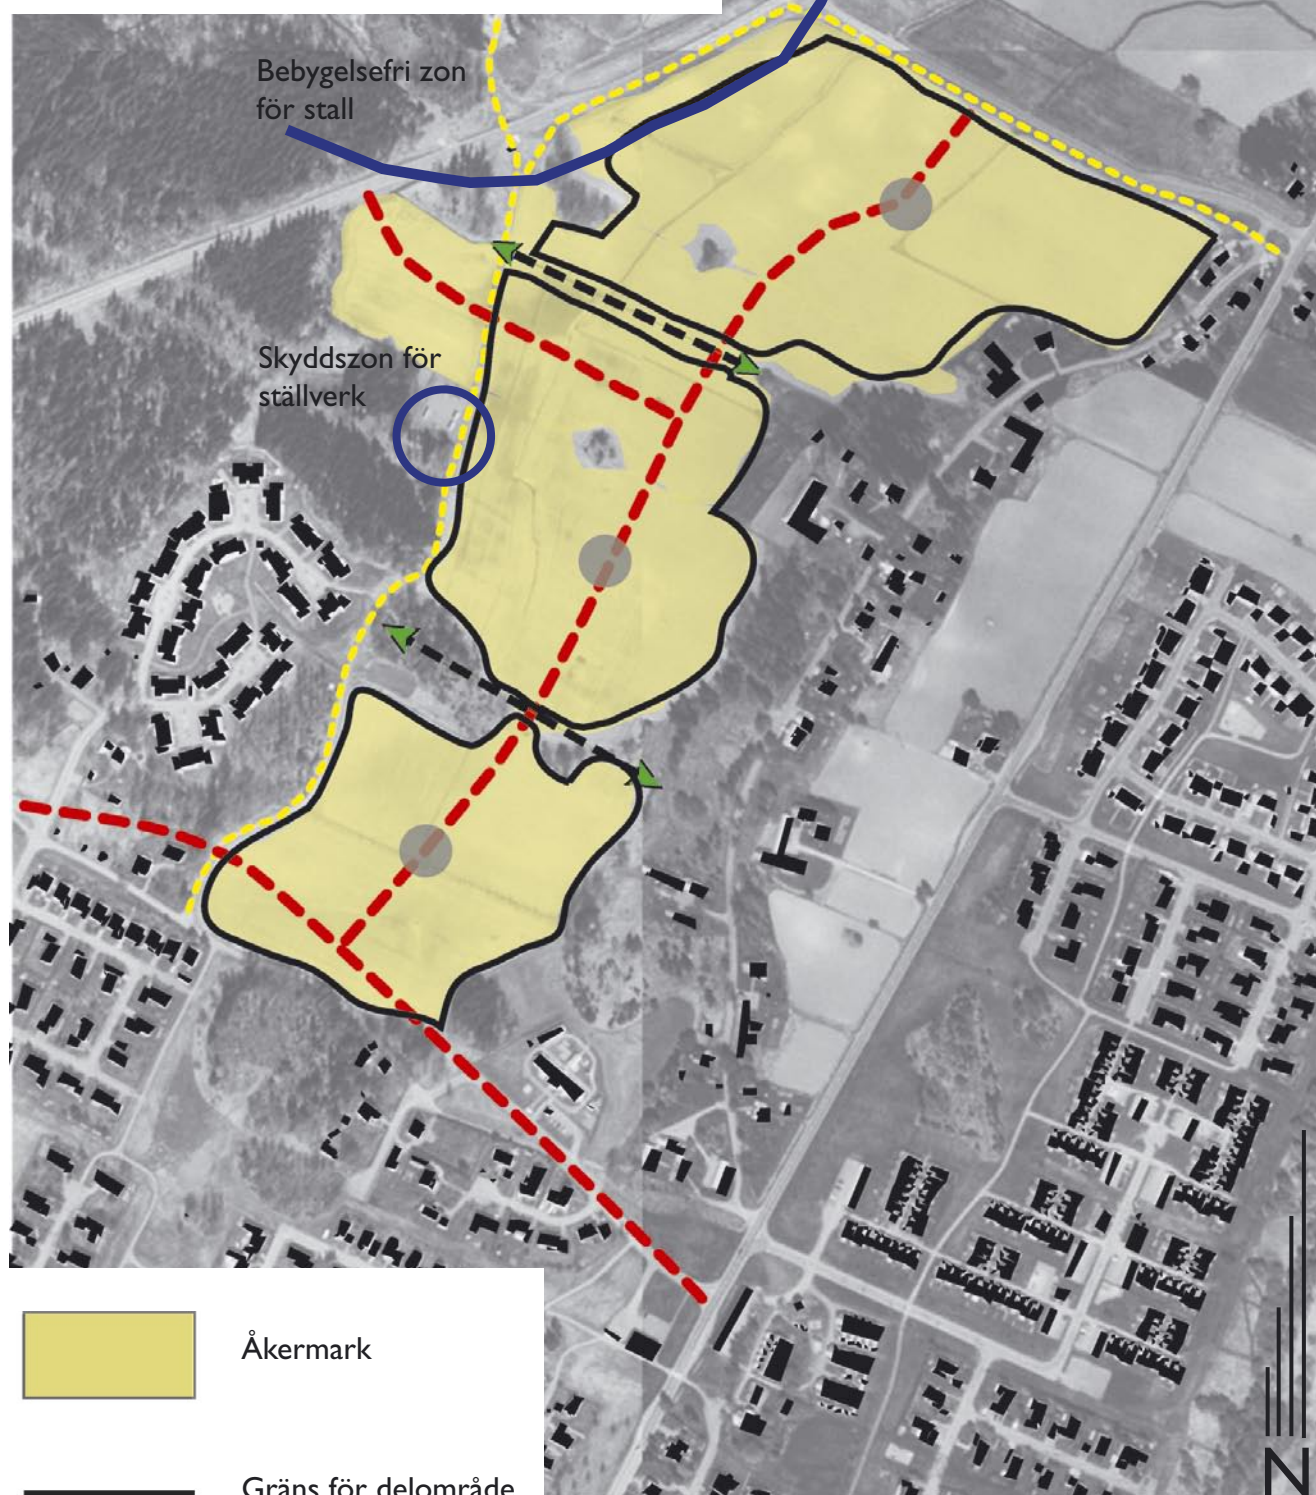 Bebygelsefri zon
för stall
Skyddszon för
ställverk
Åkermark
Gräns för delområde
N